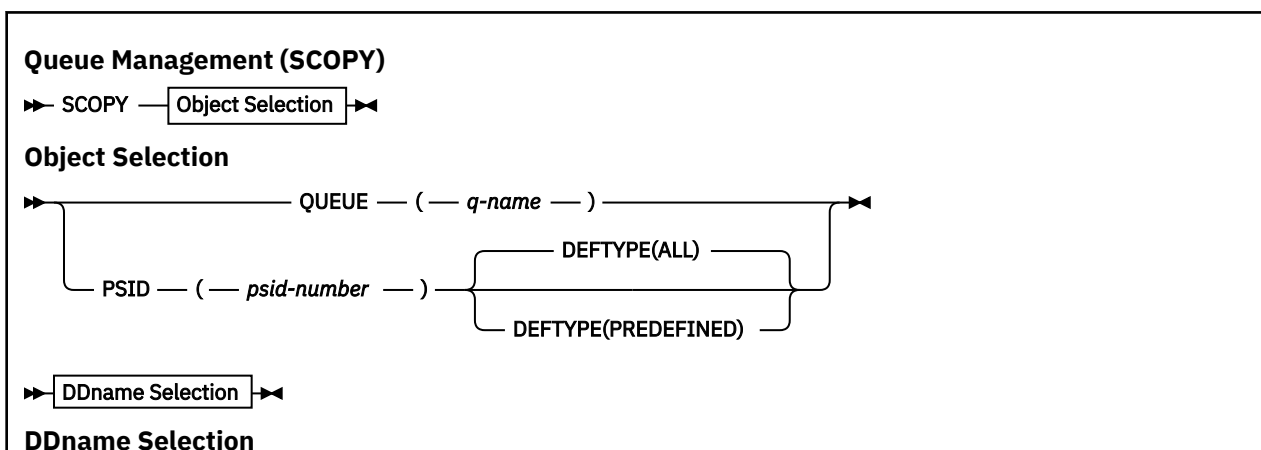 Queue Management (SCOPY)
SCOPY Object Selection
Object Selection
QUEUE ( q-name )
DEFTYPE(ALL)
PSID ( psid-number )
DEFTYPE(PREDEFINED)
DDname Selection
DDname Selection